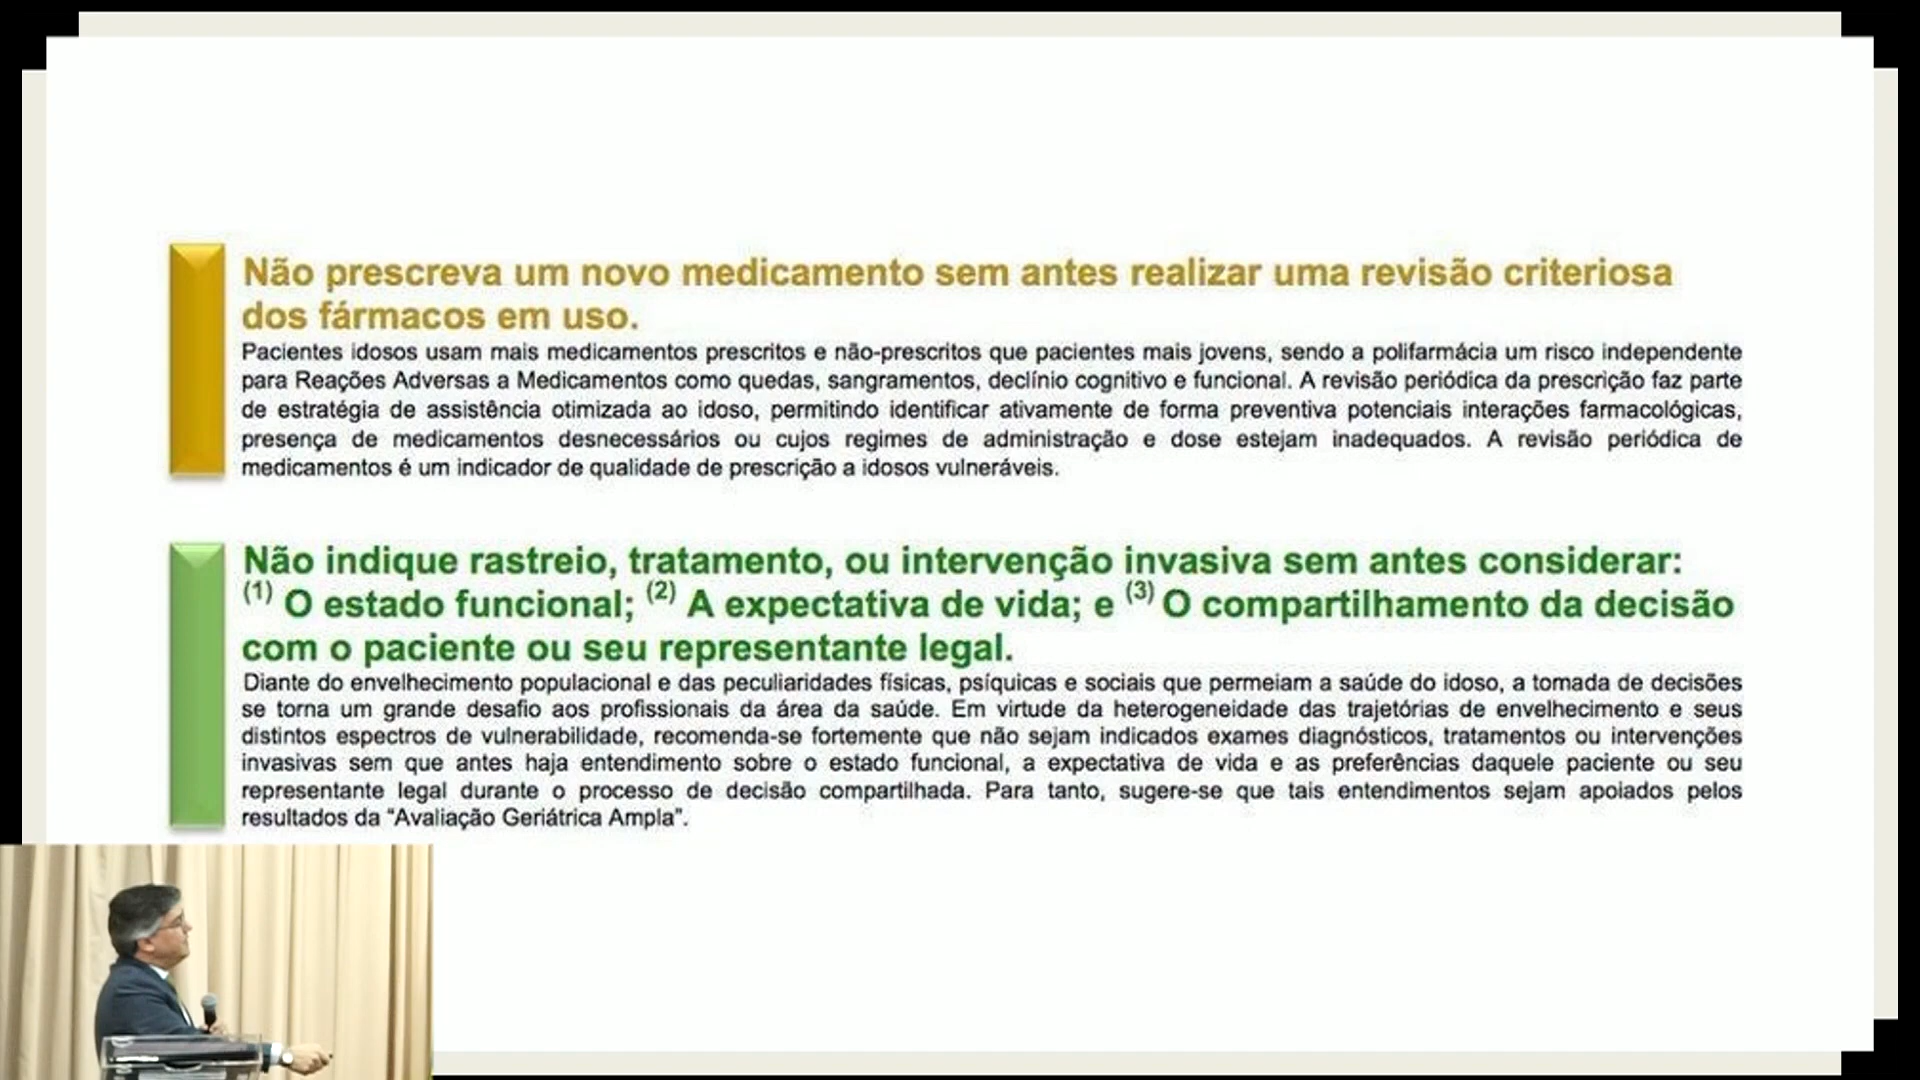 Não prescreva um novo medicamento sem antes realizar uma revisão criteriosa
dos fármacos em uso.
Pacientes idosos usam mais medicamentos prescritos e não-prescritos que pacientes mais jovens, sendo a polifarmácia um risco independente
para Reações Adversas a Medicamentos como quedas, sangramentos, declínio cognitivo e funcional. A revisão periódica da prescrição faz parte
de estratégia de assistência otimizada ao idoso, permitindo identificar ativamente de forma preventiva potenciais interações farmacológicas,
presença de medicamentos desnecessários ou cujos regimes de administração e dose estejam inadequados. A revisão periódica de
medicamentos é um indicador de qualidade de prescrição a idosos vulneráveis.
Não indique rastreio, tratamento, ou intervenção invasiva sem antes considerar:
(1) O estado funcional; (2) A expectativa de vida; e (3) O compartilhamento da decisão
com o paciente ou seu representante legal.
Diante do envelhecimento populacional e das peculiaridades físicas, psíquicas e sociais que permeiam a saúde do idoso, a tomada de decisões
se torna um grande desafio aos profissionais da área da saúde. Em virtude da heterogeneidade das trajetórias de envelhecimento e seus
distintos espectros de vulnerabilidade, recomenda-se fortemente que não sejam indicados exames diagnósticos, tratamentos ou intervenções
invasivas sem que antes haja entendimento sobre o estado funcional, a expectativa de vida e as preferências daquele paciente ou seu
representante legal durante o processo de decisão compartilhada. Para tanto, sugere-se que tais entendimentos sejam apoiados pelos
resultados da “Avaliação Geriátrica Ampla”.